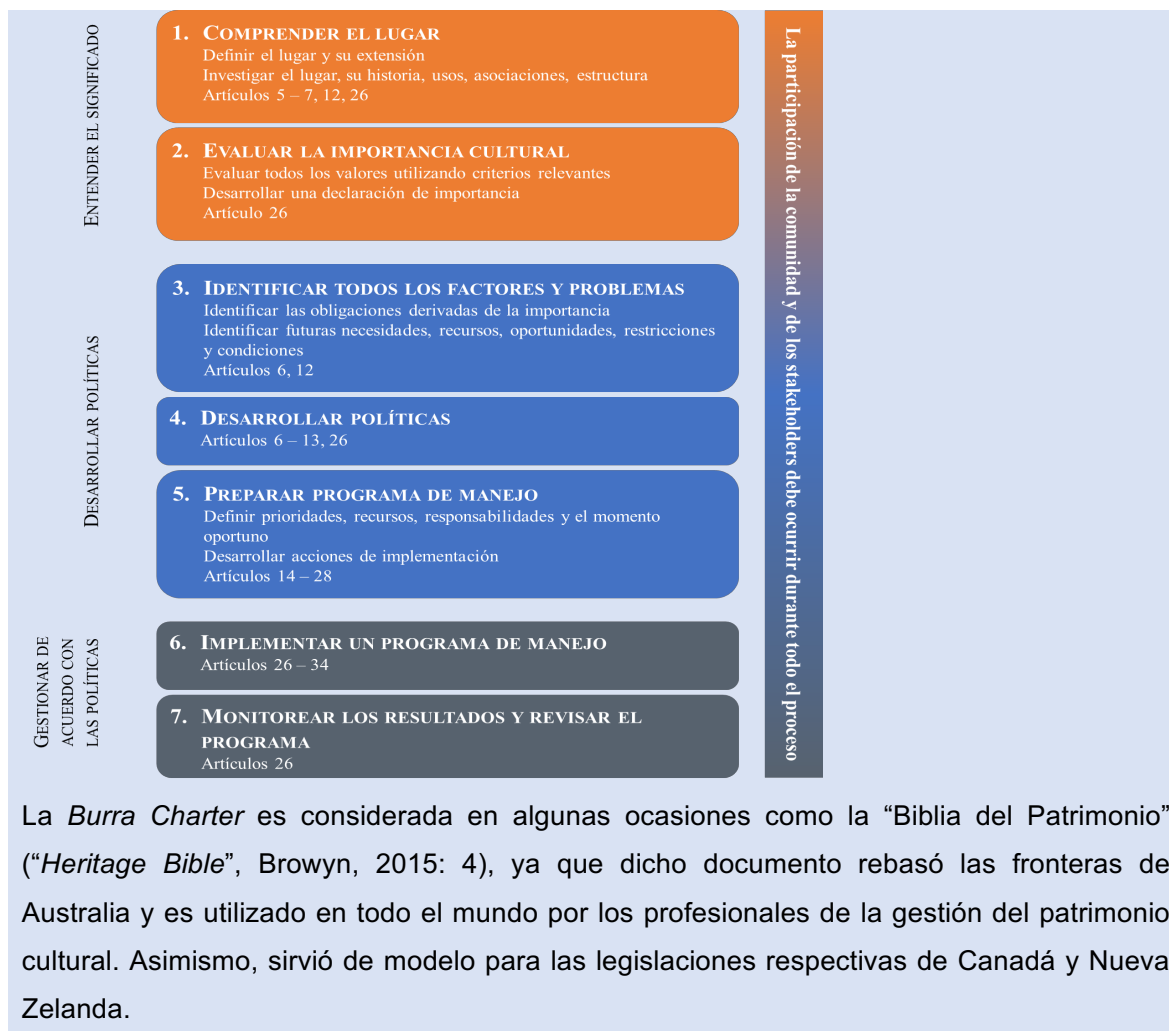 ENTENDER EL SIGNIFICADO
1. COMPRENDER EL LUGAR
Definir el lugar y su extensión
Investigar el lugar, su historia, usos, asociaciones, estructura
Artículos 5 – 7, 12, 26
2. EVALUAR LA IMPORTANCIA CULTURAL
Evaluar todos los valores utilizando criterios relevantes
Desarrollar una declaración de importancia
Artículo 26
DESARROLLAR POLÍTICAS
3. IDENTIFICAR TODOS LOS FACTORES Y PROBLEMAS
Identificar las obligaciones derivadas de la importancia
Identificar futuras necesidades, recursos, oportunidades, restricciones
y condiciones
Artículos 6, 12
4. DESARROLLAR POLÍTICAS
Artículos 6 – 13, 26
5. PREPARAR PROGRAMA DE MANEJO
Definir prioridades, recursos, responsabilidades y el momento
oportuno
Desarrollar acciones de implementación
Artículos 14 – 28
GESTIONAR DE
ACUERDO CON
LAS POLÍTICAS
6. IMPLEMENTAR UN PROGRAMA DE MANEJO
Artículos 26 – 34
7. MONITOREAR LOS RESULTADOS Y REVISAR EL
PROGRAMA
Artículos 26
La participación de la comunidad y de los stakeholders debe ocurrir durante todo el proceso
La Burra Charter es considerada en algunas ocasiones como la “Biblia del Patrimonio”
(“Heritage Bible”, Browyn, 2015: 4), ya que dicho documento rebasó las fronteras de
Australia y es utilizado en todo el mundo por los profesionales de la gestión del patrimonio
cultural. Asimismo, sirvió de modelo para las legislaciones respectivas de Canadá y Nueva
Zelanda.